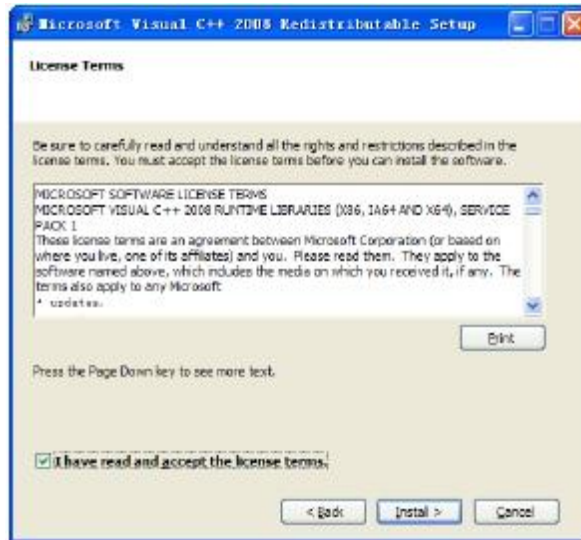 Microsoft Visual C++ 2008 Redistributable Setup
License Terms
Be sure to carefully read and understand all the rights and restrictions described in the
license terms. You must accept the license terms before you can install the software.
MICROSOFT SOFTWARE LICENSE TERMS
MICROSOFT VISUAL C++ 2008 RUNTIME LIBRARIES (X86, IA64 AND X64), SERVICE
PACK 1
These license terms are an agreement between Microsoft Corporation (or based on
where you live, one of its affiliates) and you. Please read them. They apply to the
software named above, which includes the media on which you received it, if any. The
terms also apply to any Microsoft
* updates,
Print
Press the Page Down key to see more text.
I have read and accept the license terms.
< Back
Install >
Cancel